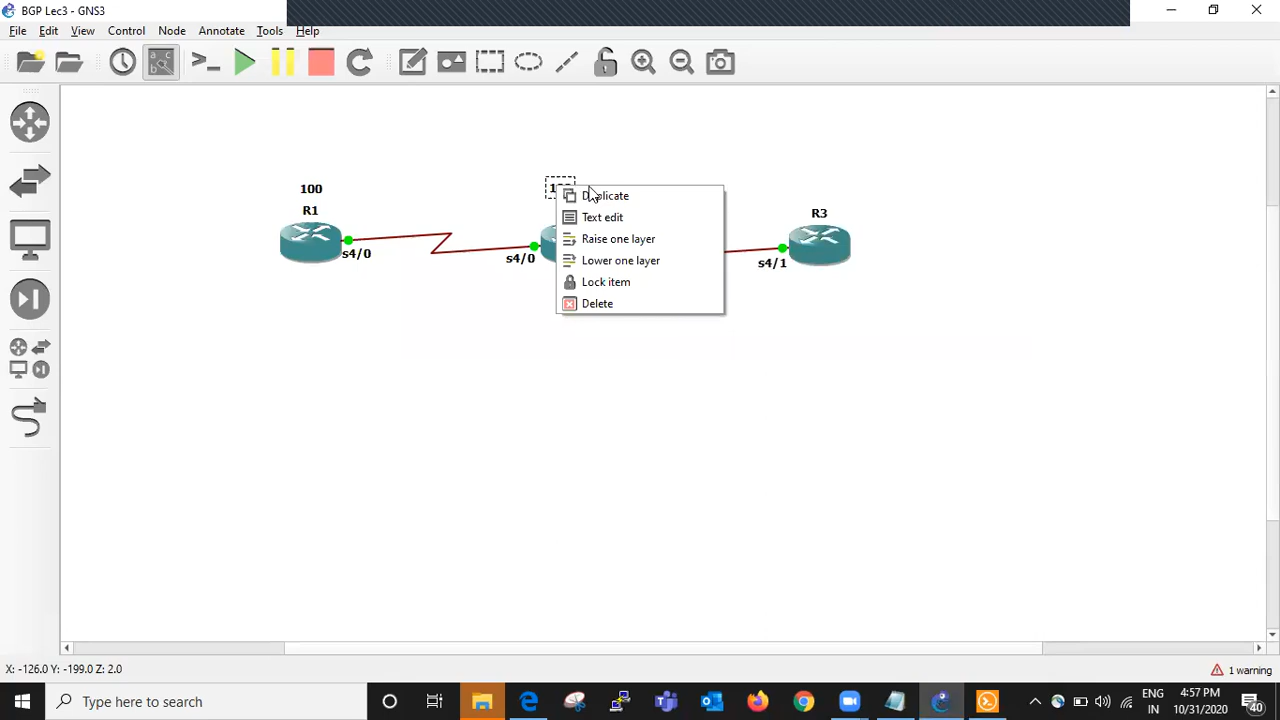 BGP Lec3 - GNS3
File Edit View Control Node Annotate Tools Help
100
R1
s4/0
s4/0
Duplicate
Text edit
Raise one layer
Lower one layer
Lock item
Delete
R3
s4/1
X: -126.0 Y: -199.0 Z: 2.0
1 warning
Type here to search
ENG
IN
4:57 PM
10/31/2020
40